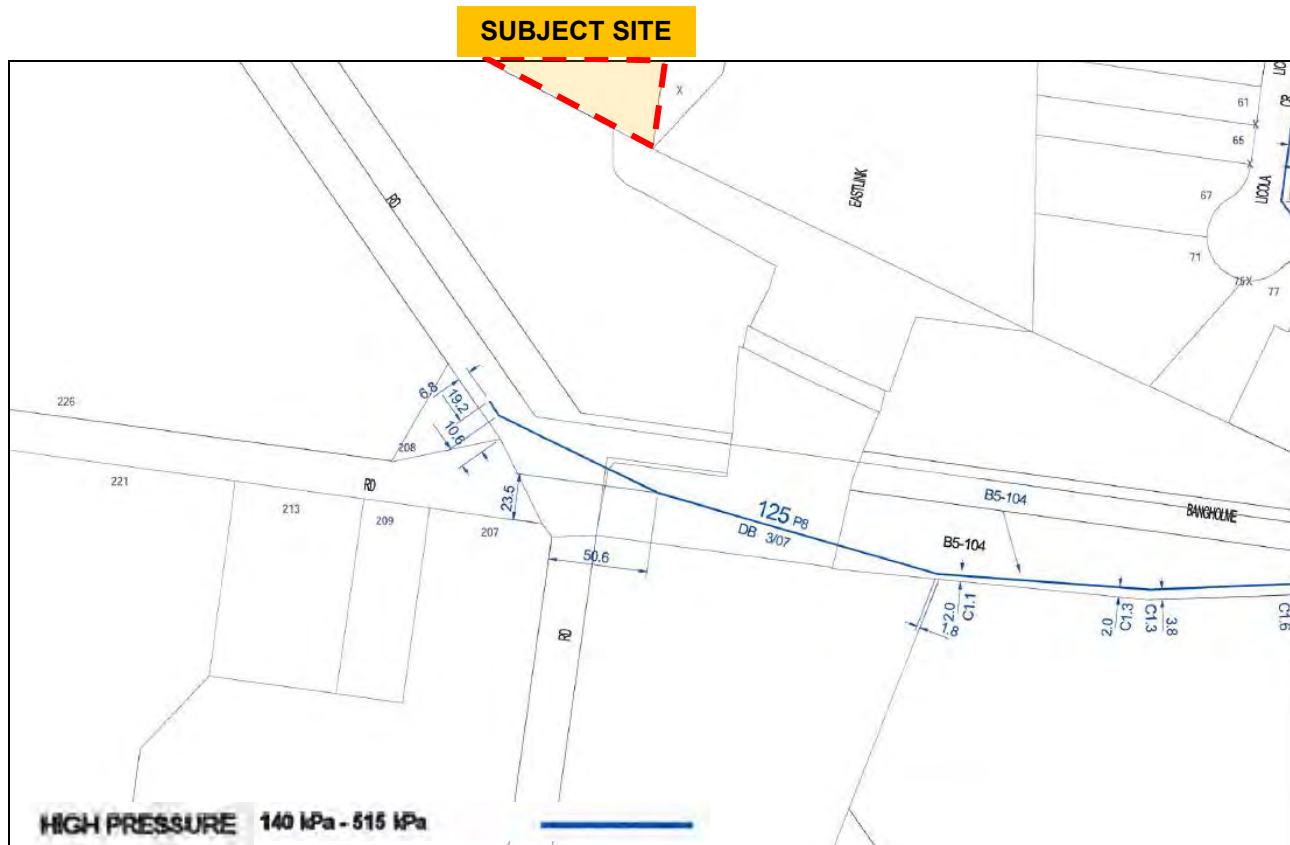 SUBJECT SITE
X
61
65
LICOLA
67
71
75X
77
EASTLINK
RD
226
6.8
19.2
10.6
208
221
213
RD
209
207
23.5
50.6
125 P8
DB 3/07
B5-104
BANGHOLME
B5-104
2.0
C1.1
1.8
2.0
C1.3
C1.3
3.8
C1.6
RD
HIGH PRESSURE 140 kPa - 515 kPa